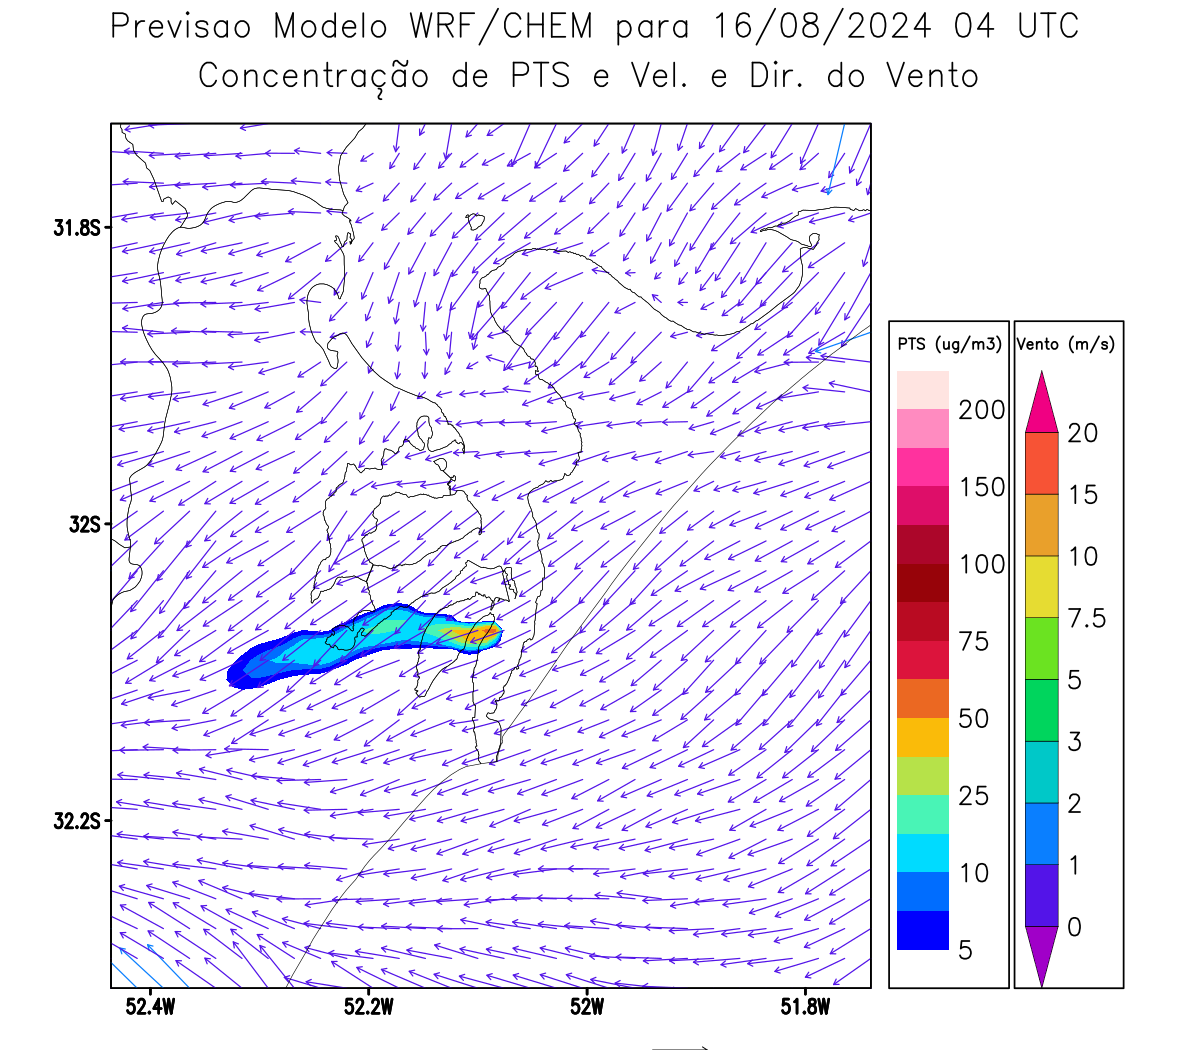 Previsao Modelo WRF/CHEM para 16/08/2024 04 UTC
Concentração de PTS e Vel. e Dir. do Vento
31.8S
32S
32.2S
52.4W
52.2W
52W
51.8W
PTS (ug/m3)
200
150
100
75
50
25
10
5
Vento (m/s)
20
15
10
7.5
5
3
2
1
0